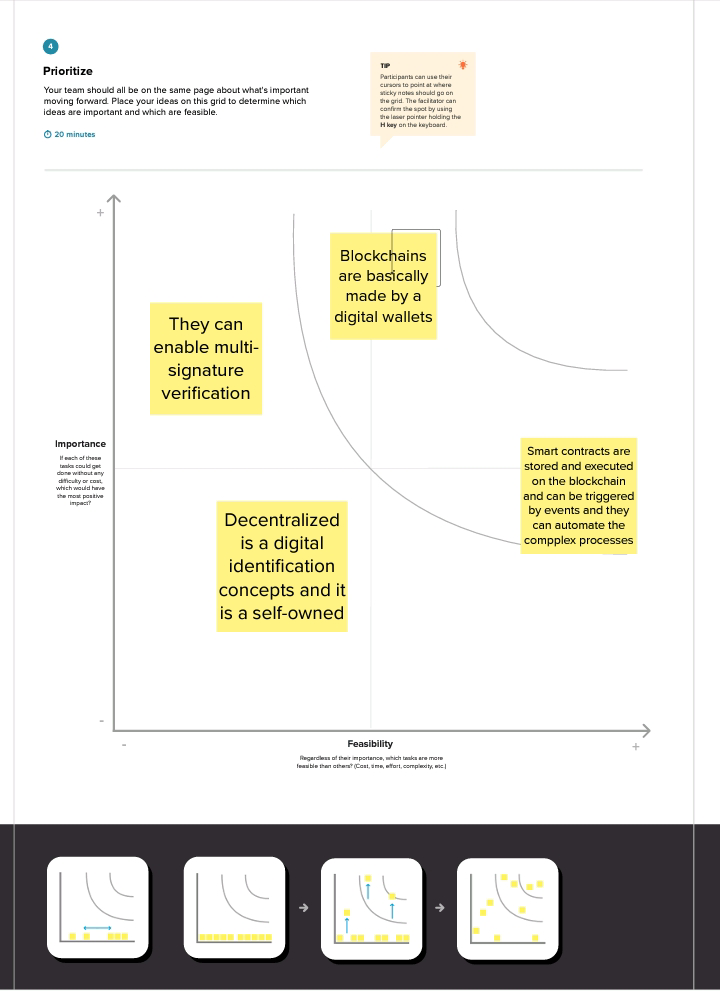 4
Prioritize
Your team should all be on the same page about what's important
moving forward. Place your ideas on this grid to determine which
ideas are important and which are feasible.
20 minutes
TIP
Participants can use their
cursors to point at where
sticky notes should go on
the grid. The facilitator can
confirm the spot by using
the laser pointer holding the
H key on the keyboard.
+
Blockchains
are basically
made by a
digital wallets
They can
enable multi-
signature
verification
Importance
If each of these
tasks could get
done without any
difficulty or cost,
which would have
the most positive
impact?
Smart contracts are
stored and executed
on the blockchain
and can be triggered
by events and they
can automate the
compplex processes
Decentralized
is a digital
identification
concepts and it
is a self-owned
-
-
Feasibility
+
Regardless of their importance, which tasks are more
feasible than others? (Cost, time, effort, complexity, etc.)